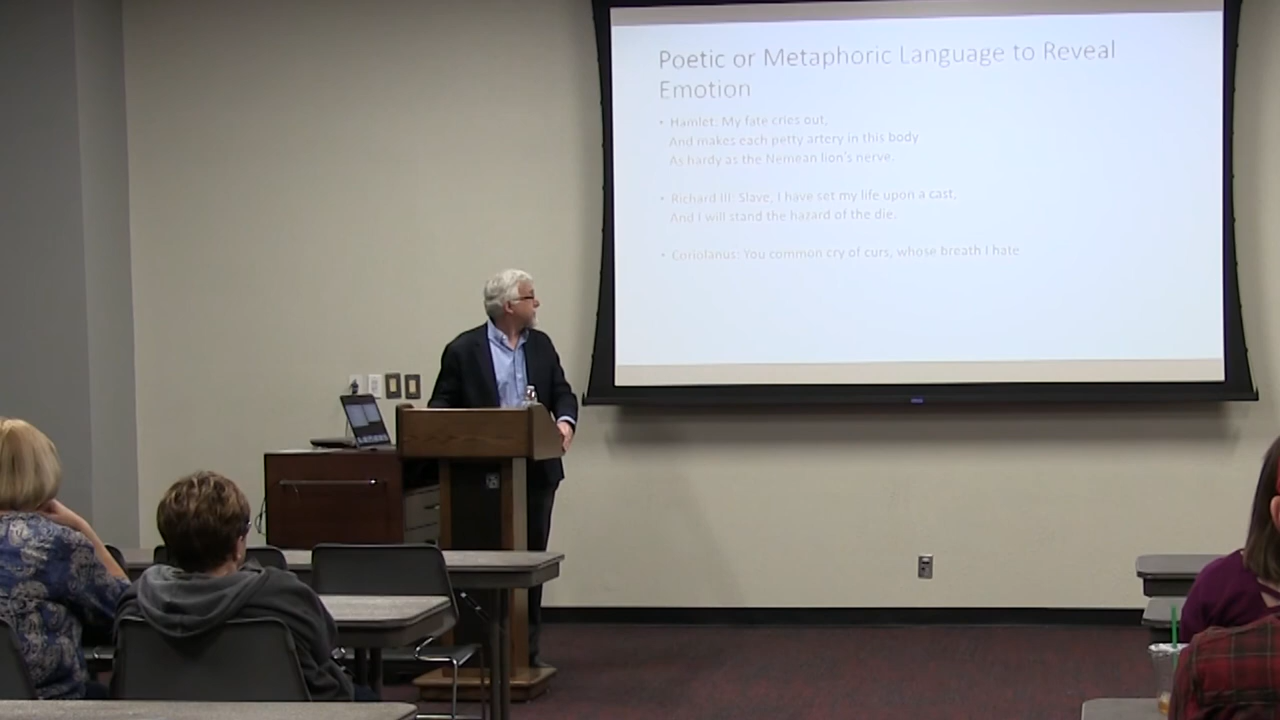 Poetic or Metaphoric Language to Reveal
Emotion
• Hamlet: My fate cries out,
And makes each petty artery in this body
As hardy as the Nemean lion's nerve.
• Richard III: Slave, I have set my life upon a cast,
And I will stand the hazard of the die.
• Coriolanus: You common cry of curs, whose breath I hate